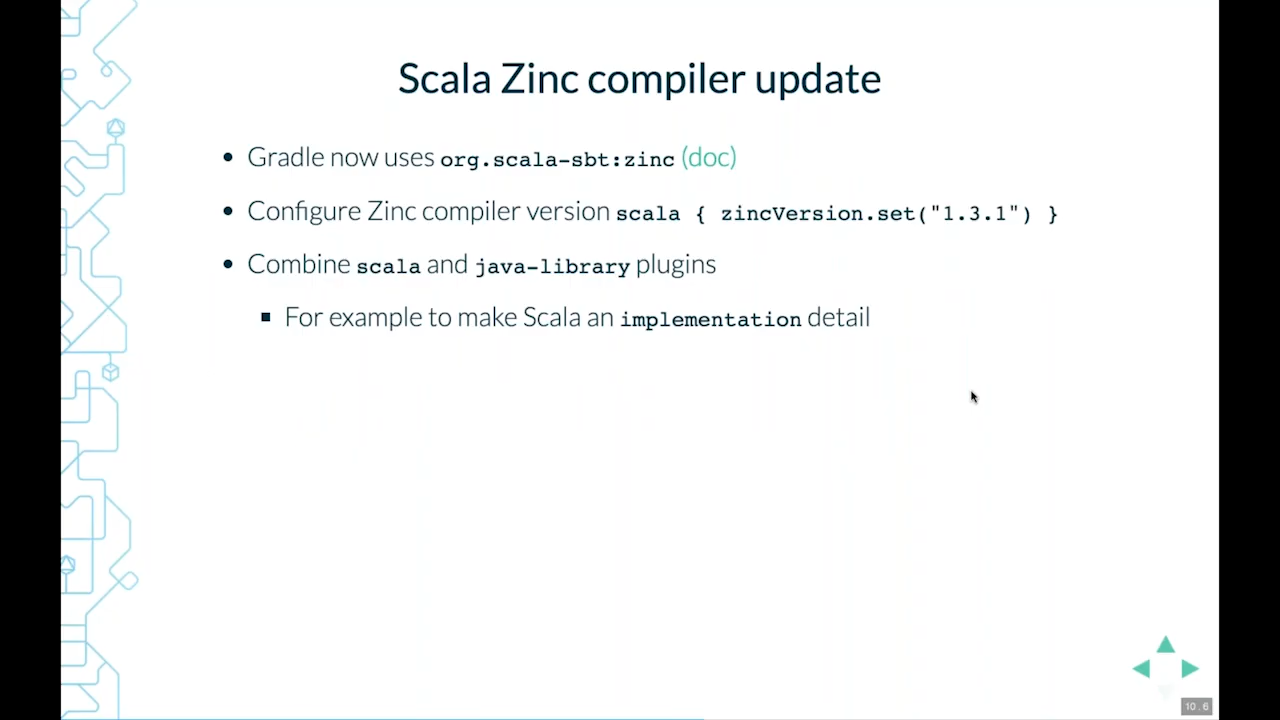 Scala Zinc compiler update
• Gradle now uses org.scala-sbt:zinc (doc)
• Configure Zinc compiler version scala { zincVersion.set("1.3.1") }
• Combine scala and java-library plugins
▪ For example to make Scala an implementation detail
10.6